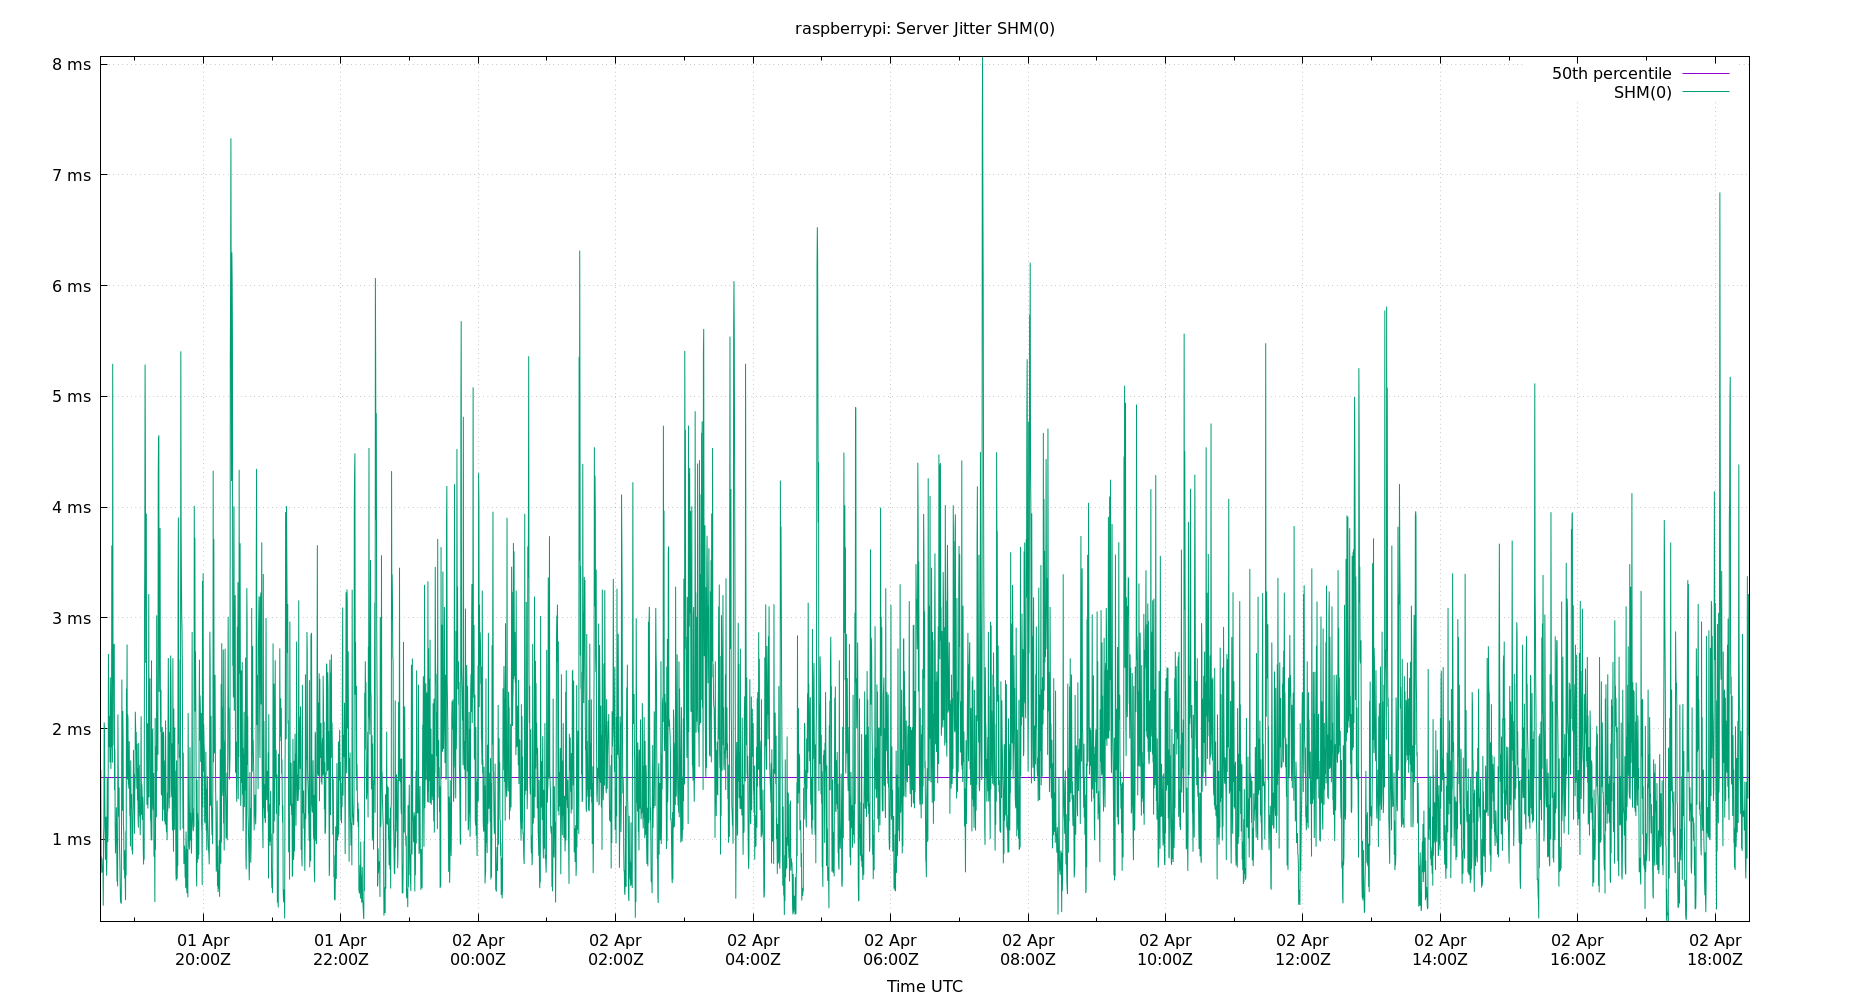 raspberrypi: Server Jitter SHM(0)
8 ms
7 ms
6 ms
5 ms
4 ms
3 ms
2 ms
1 ms
50th percentile
SHM(0)
01 Apr
20:00Z
01 Apr
22:00Z
02 Apr
00:00Z
02 Apr
02:00Z
02 Apr
04:00Z
02 Apr
06:00Z
02 Apr
08:00Z
02 Apr
10:00Z
02 Apr
12:00Z
02 Apr
14:00Z
02 Apr
16:00Z
02 Apr
18:00Z
Time UTC